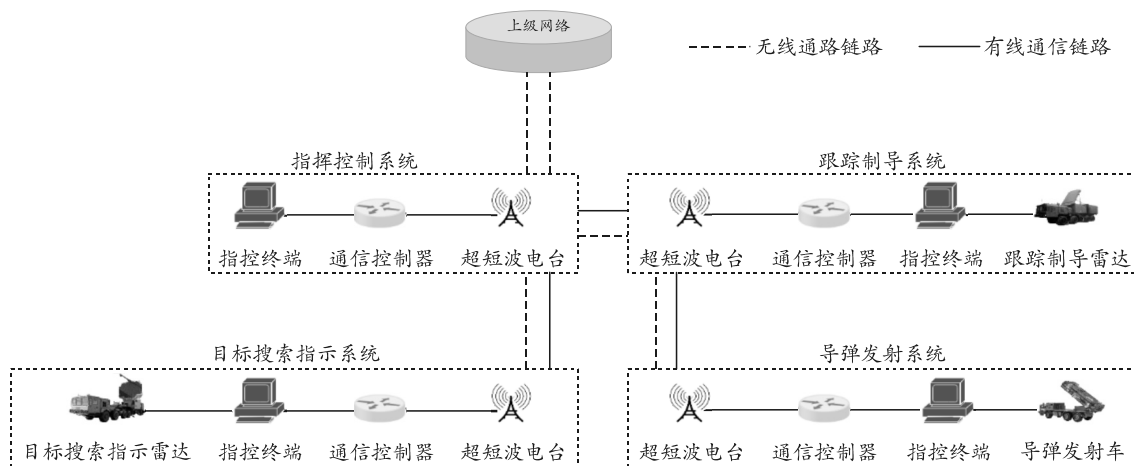 上级网络
无线通路链路
有线通信链路
指挥控制系统
跟踪制导系统
指控终端 通信控制器 超短波电台
超短波电台 通信控制器 指控终端 跟踪制导雷达
目标搜索指示系统
导弹发射系统
目标搜索指示雷达 指控终端 通信控制器 超短波电台
超短波电台 通信控制器 指控终端 导弹发射车